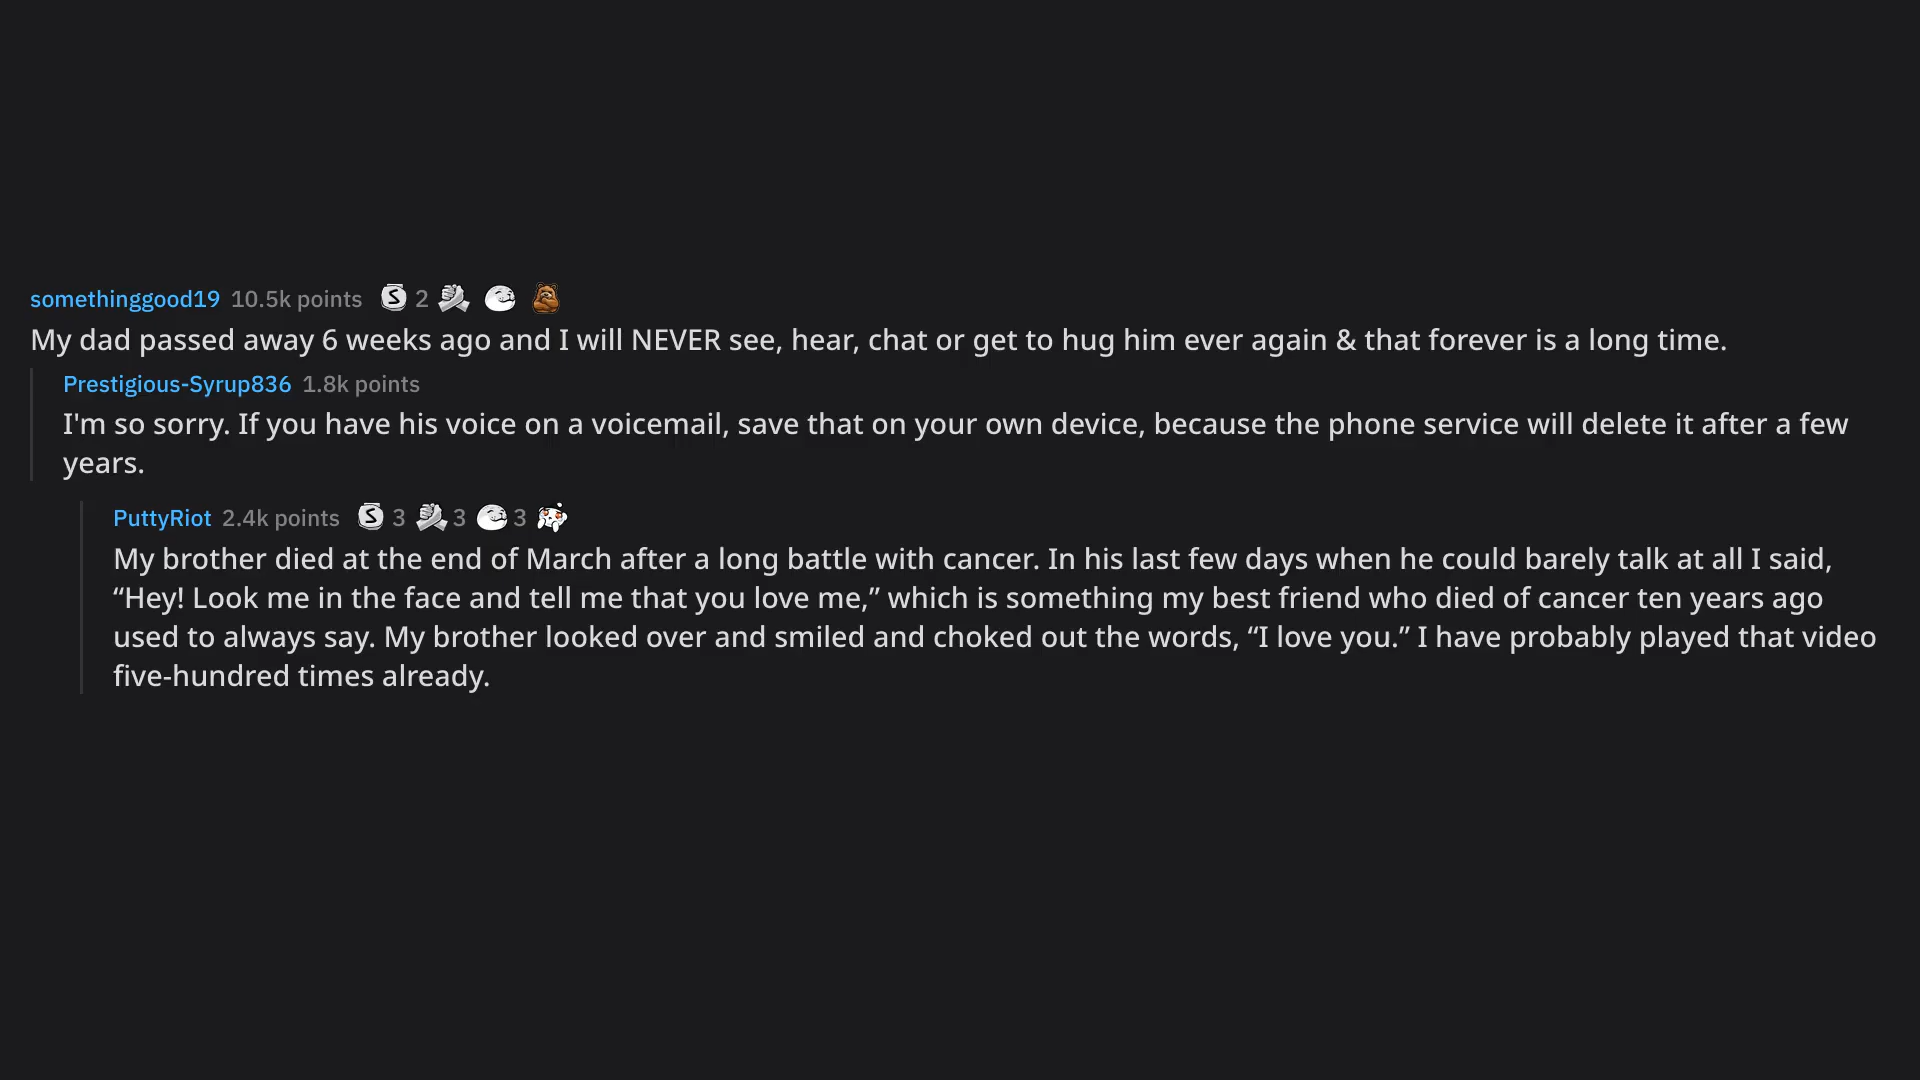 somethinggood19 10.5k points S 2
My dad passed away 6 weeks ago and I will NEVER see, hear, chat or get to hug him ever again & that forever is a long time.
Prestigious-Syrup836 1.8k points
I'm so sorry. If you have his voice on a voicemail, save that on your own device, because the phone service will delete it after a few
years.
PuttyRiot 2.4k points S 3 3 3
My brother died at the end of March after a long battle with cancer. In his last few days when he could barely talk at all I said,
“Hey! Look me in the face and tell me that you love me,” which is something my best friend who died of cancer ten years ago
used to always say. My brother looked over and smiled and choked out the words, “I love you.” I have probably played that video
five-hundred times already.